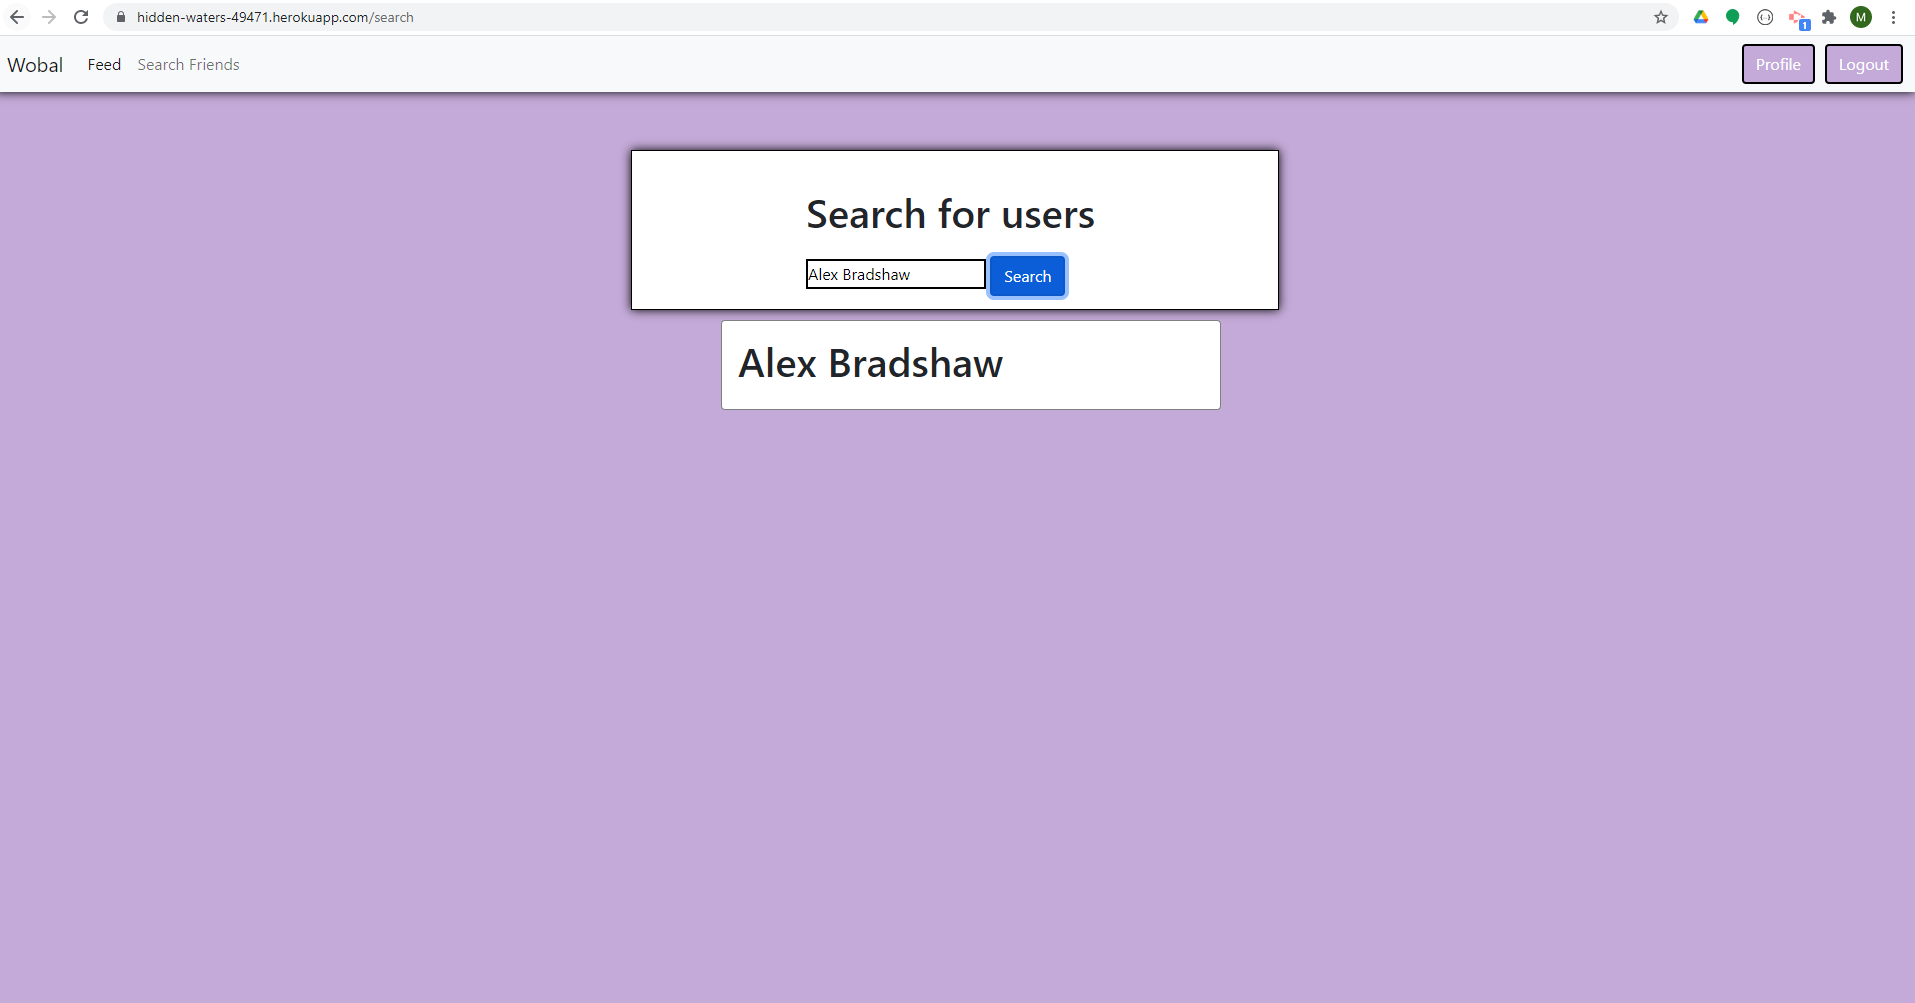 hidden-waters-49471.herokuapp.com/search
M
1
Wobal Feed Search Friends Profile Logout
Search for users
Alex Bradshaw Search
Alex Bradshaw